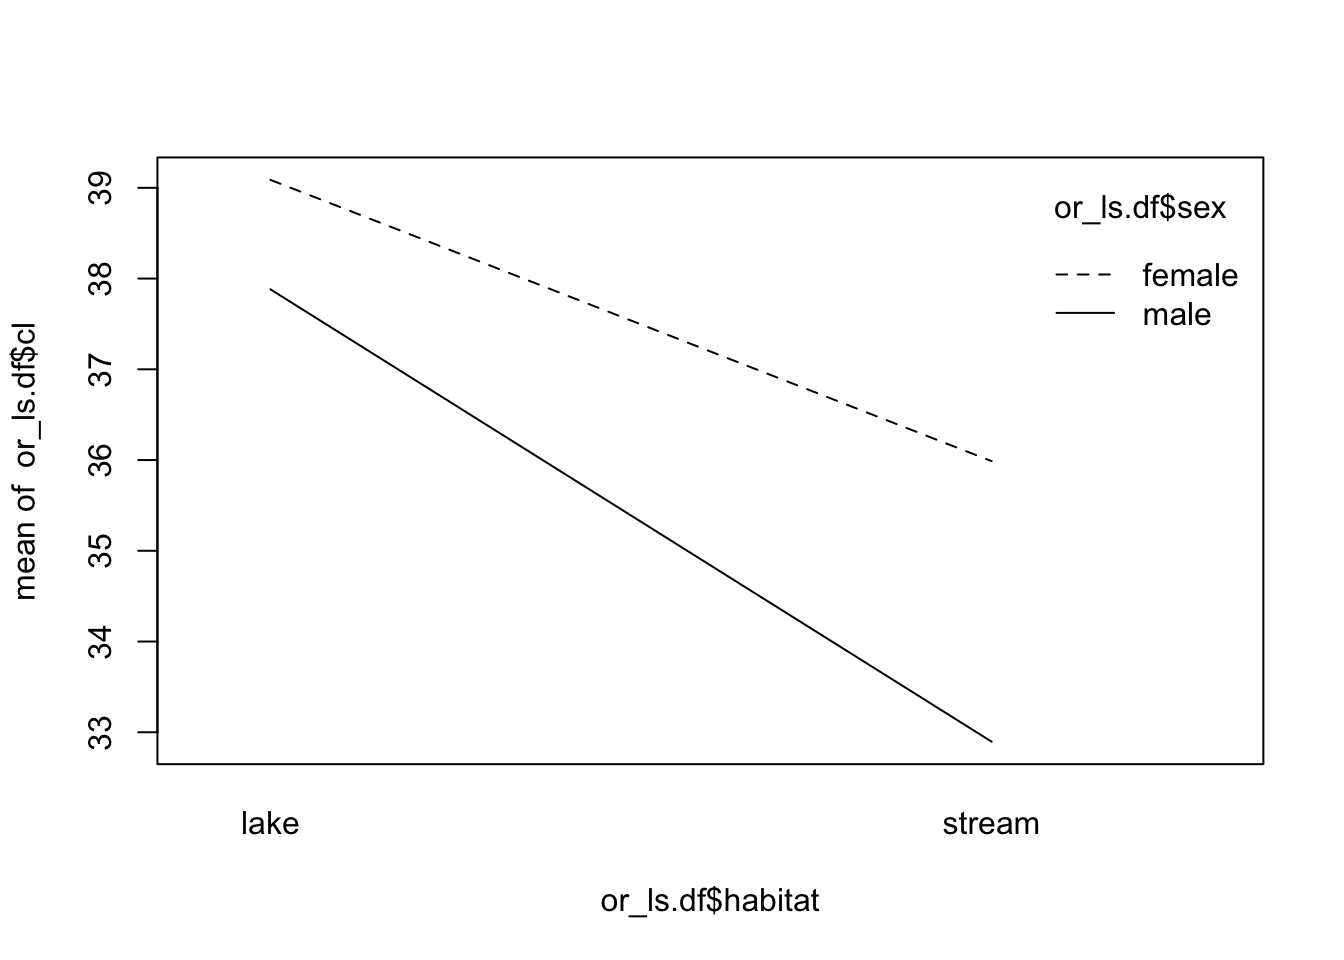 mean of  or_ls.df$cl
39
38
37
36
35
34
33
or_ls.df$sex
female
male
lake
stream
or_ls.df$habitat